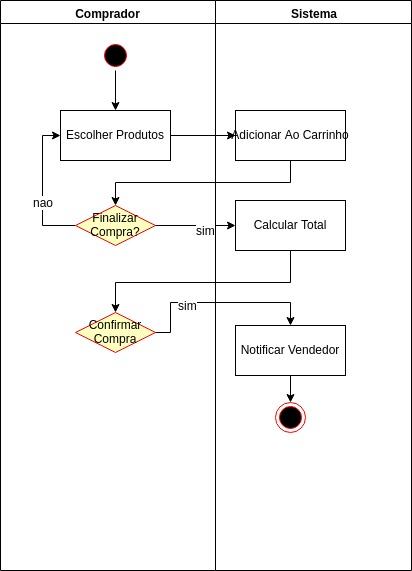 Comprador
Sistema
Escolher Produtos
Adicionar Ao Carrinho
nao
Finalizar
Compra?
sim
Calcular Total
sim
Confirmar
Compra
Notificar Vendedor